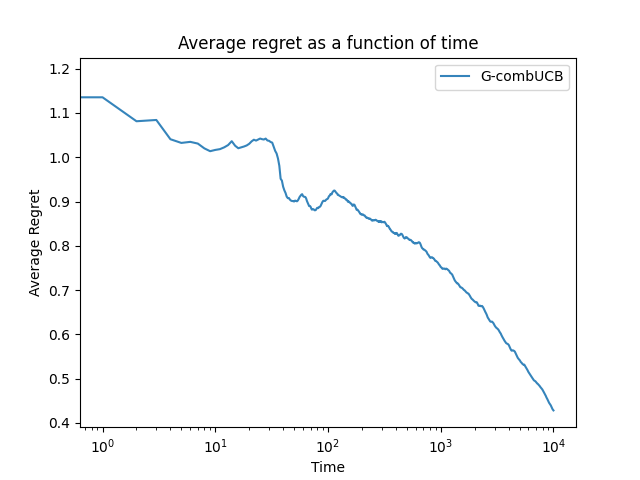 Average regret as a function of time
G-combUCB
1.2
1.1
1.0
0.9
0.8
0.7
0.6
0.5
0.4
Average Regret
10⁰ 10¹ 10² 10³ 10⁴
Time